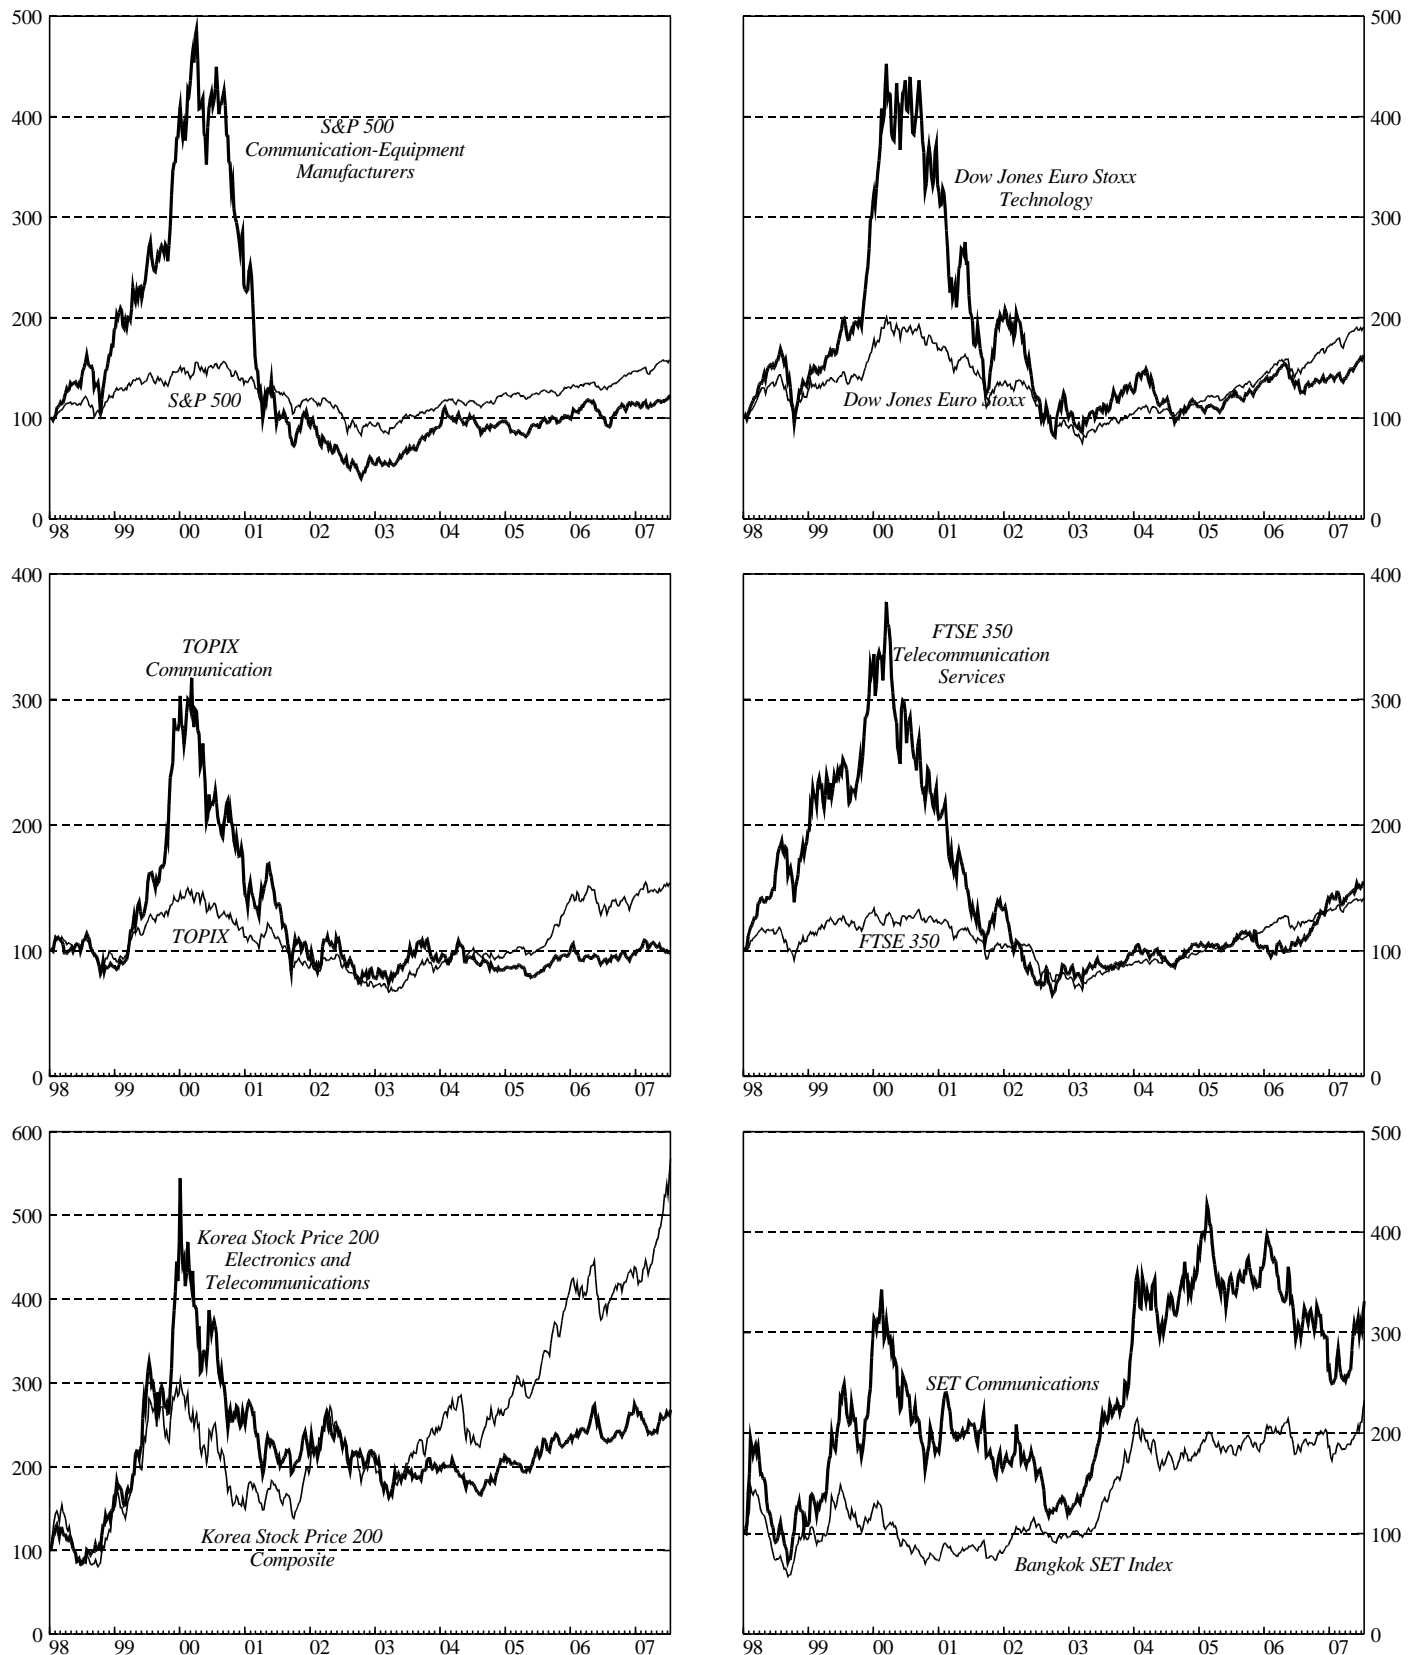 500
400
300
200
100
0
S&P 500
Communication-Equipment
Manufacturers
S&P 500
98 99 00 01 02 03 04 05 06 07
500
400
300
200
100
0
Dow Jones Euro Stoxx
Technology
Dow Jones Euro Stoxx
98 99 00 01 02 03 04 05 06 07
400
300
200
100
0
TOPIX
Communication
TOPIX
98 99 00 01 02 03 04 05 06 07
400
300
200
100
0
FTSE 350
Telecommunication
Services
FTSE 350
98 99 00 01 02 03 04 05 06 07
600
500
400
300
200
100
0
Korea Stock Price 200
Electronics and
Telecommunications
Korea Stock Price 200
Composite
98 99 00 01 02 03 04 05 06 07
500
400
300
200
100
0
SET Communications
Bangkok SET Index
98 99 00 01 02 03 04 05 06 07